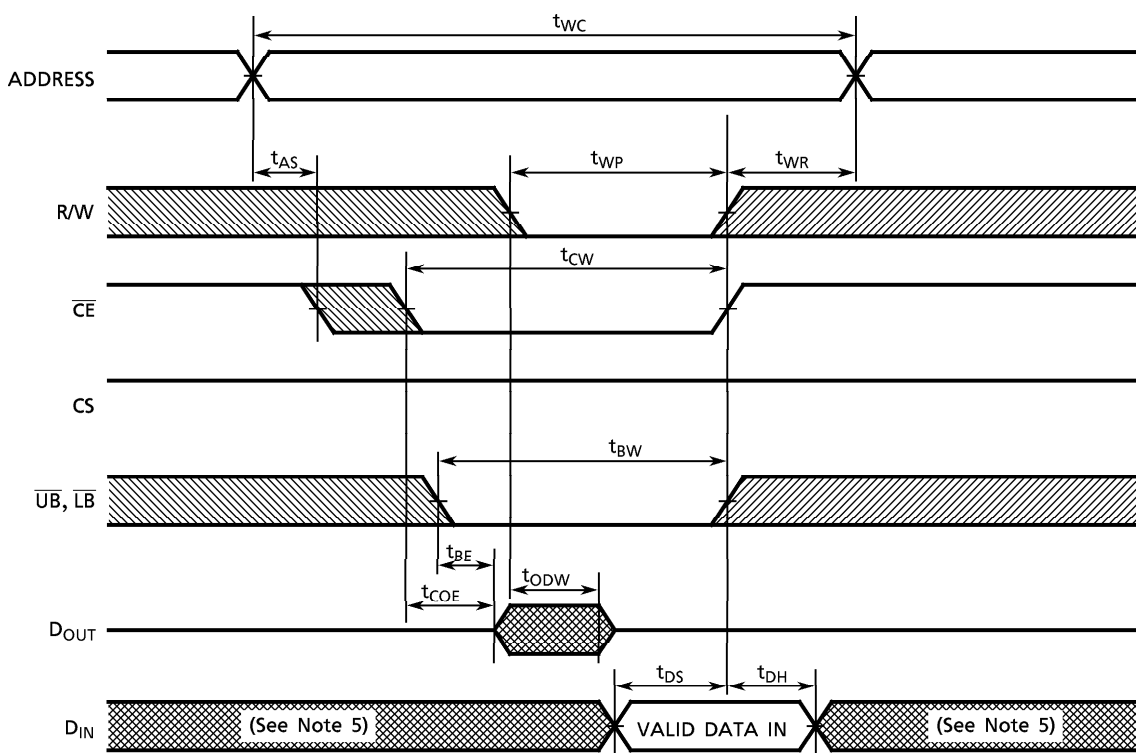 tWC
ADDRESS
tAS
tWP
tWR
R/W
tCW
CE
CS
tBW
UB, LB
tBE
tODW
tCOE
DOUT
tDS
tDH
DIN
(See Note 5)
VALID DATA IN
(See Note 5)